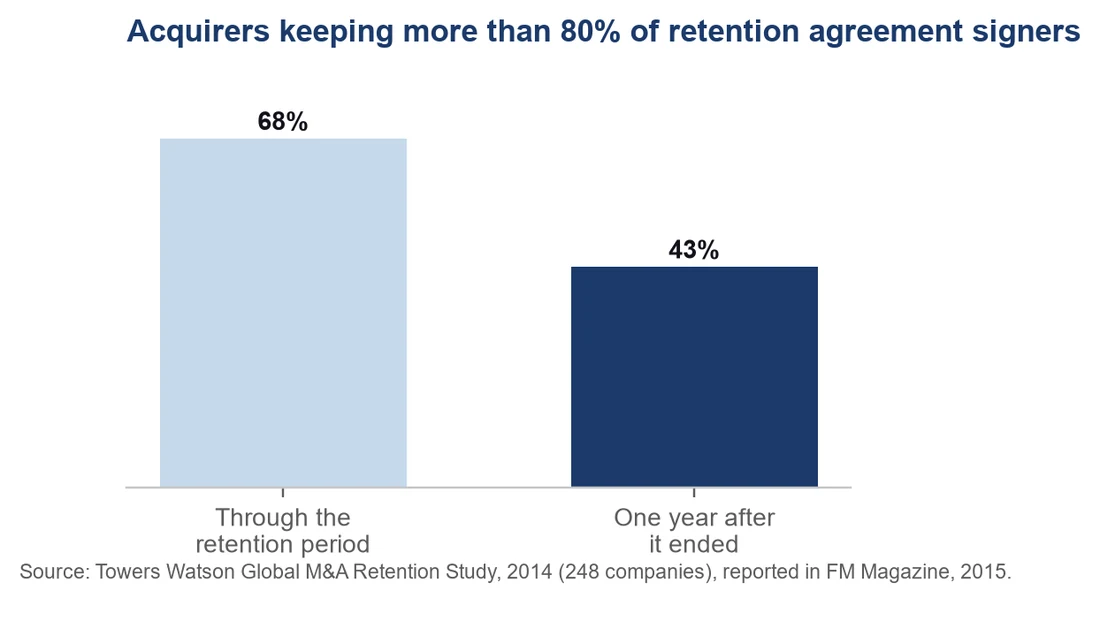 Acquirers keeping more than 80% of retention agreement signers
68%
43%
Through the
retention period
One year after
it ended
Source: Towers Watson Global M&A Retention Study, 2014 (248 companies), reported in FM Magazine, 2015.